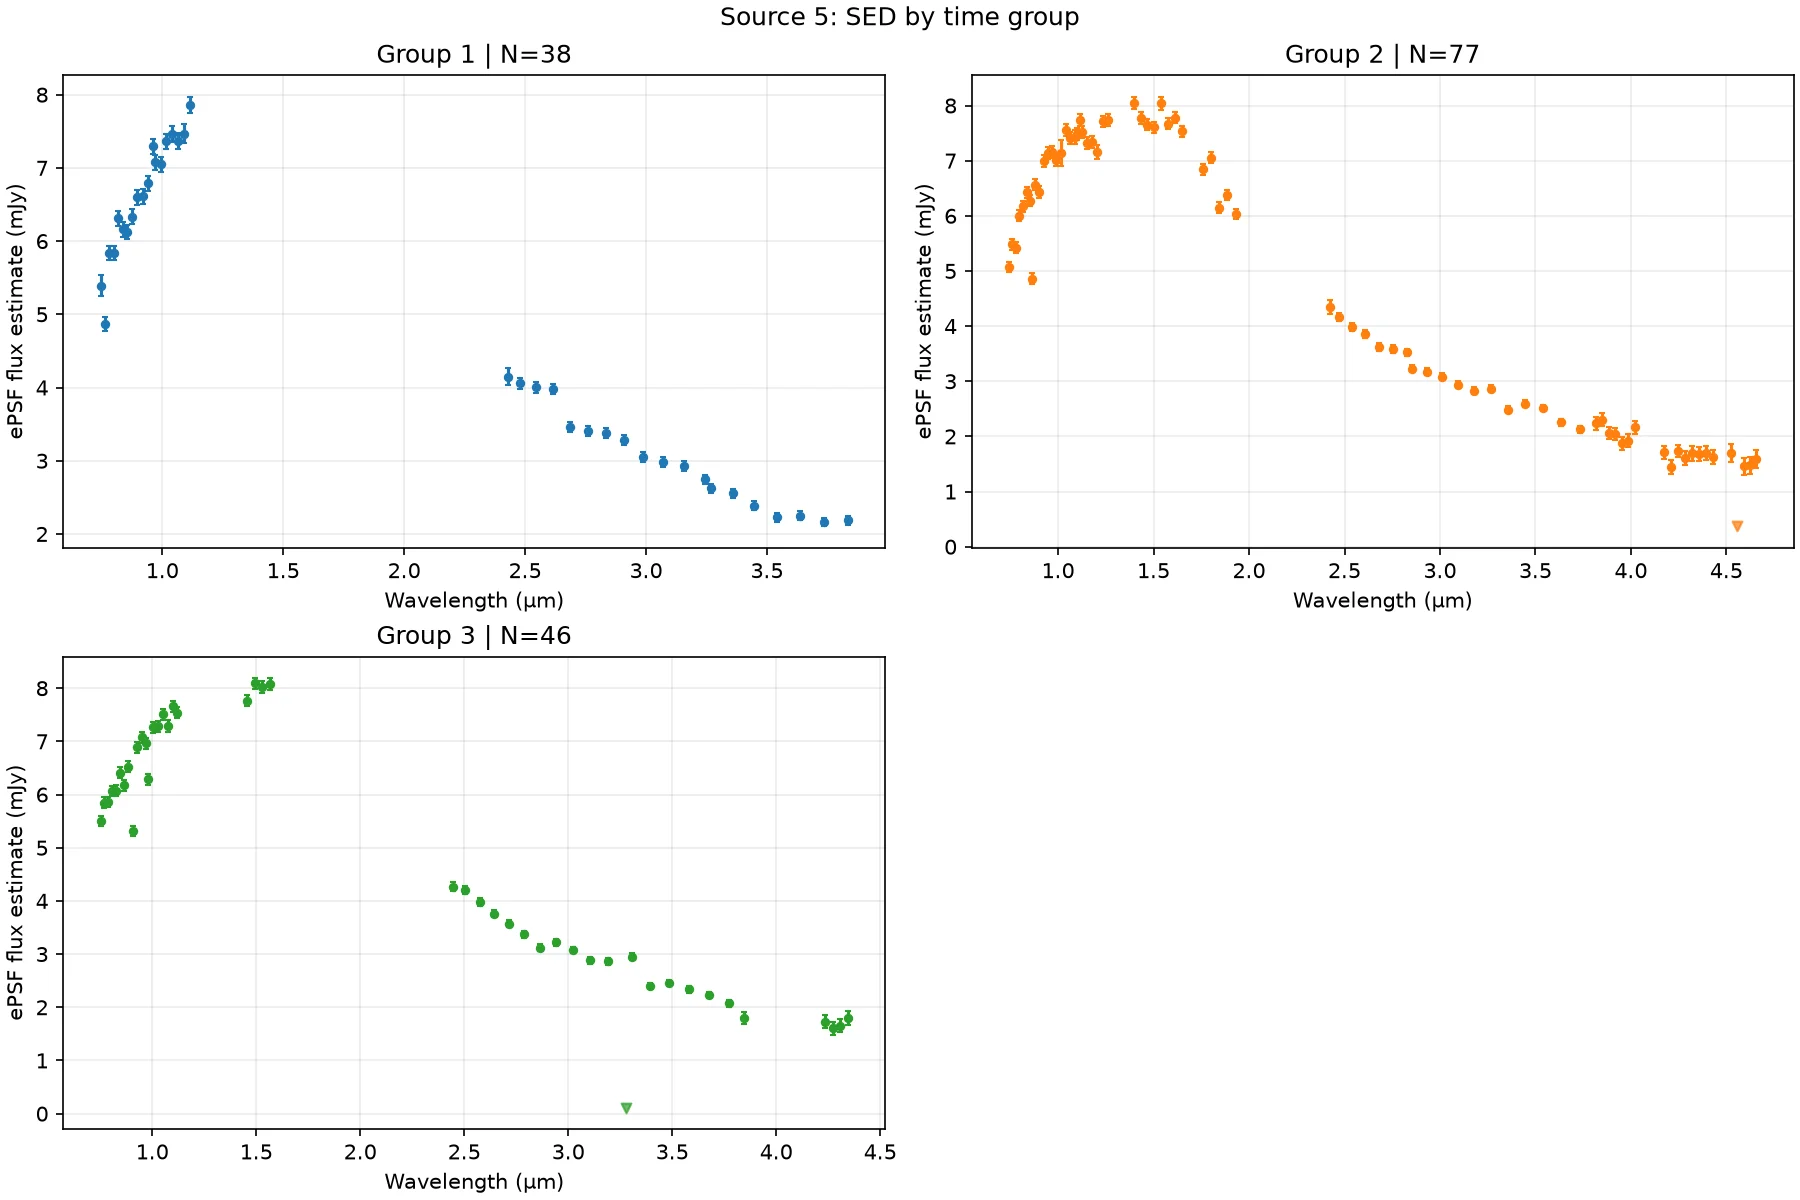 Source 5: SED by time group
Group 1 | N=38
8
7
6
5
4
3
2
ePSF flux estimate (mJy)
1.0 1.5 2.0 2.5 3.0 3.5
Wavelength (μm)
Group 2 | N=77
8
7
6
5
4
3
2
1
0
ePSF flux estimate (mJy)
1.0 1.5 2.0 2.5 3.0 3.5 4.0 4.5
Wavelength (μm)
Group 3 | N=46
8
7
6
5
4
3
2
1
0
ePSF flux estimate (mJy)
1.0 1.5 2.0 2.5 3.0 3.5 4.0 4.5
Wavelength (μm)